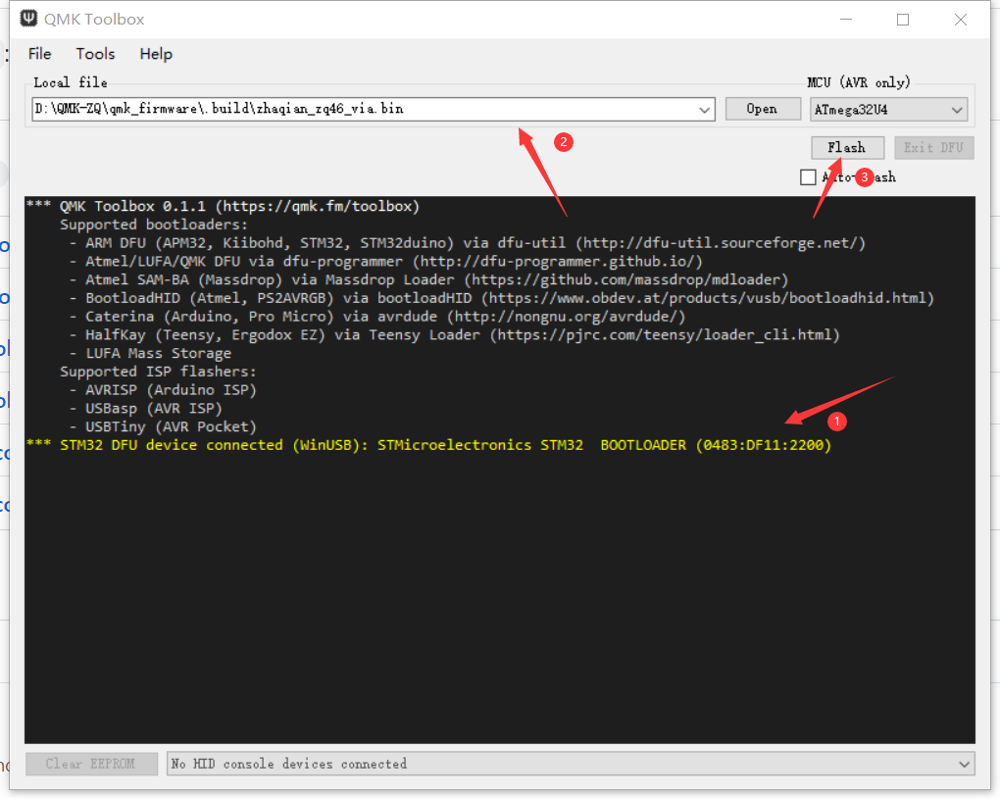 QMK Toolbox
File Tools Help
Local file
MCU (AVR only)
D:\QMK-ZQ\qmk_firmware\.build\zhaqian_zq46_via.bin
Open
ATmega32U4
2
Flash
Exit DFU
3
*** QMK Toolbox 0.1.1 (https://qmk.fm/toolbox)
Supported bootloaders:
- ARM DFU (APM32, Kiibohd, STM32, STM32duino) via dfu-util (http://dfu-util.sourceforge.net/)
- Atmel/LUFA/QMK DFU via dfu-programmer (http://dfu-programmer.github.io/)
- Atmel SAM-BA (Massdrop) via Massdrop Loader (https://github.com/massdrop/mdloader)
- BootloadHID (Atmel, PS2AVRGB) via bootloadHID (https://www.obdev.at/products/vusb/bootloadhid.html)
- Caterina (Arduino, Pro Micro) via avrdude (http://nongnu.org/avrdude/)
- HalfKay (Teensy, Ergodox EZ) via Teensy Loader (https://pjrc.com/teensy/loader_cli.html)
- LUFA Mass Storage
Supported ISP flashers:
- AVRISP (Arduino ISP)
- USBasp (AVR ISP)
- USBTiny (AVR Pocket)
1
*** STM32 DFU device connected (WinUSB): STMicroelectronics STM32  BOOTLOADER (0483:DF11:2200)
Clear EEPROM
No HID console devices connected